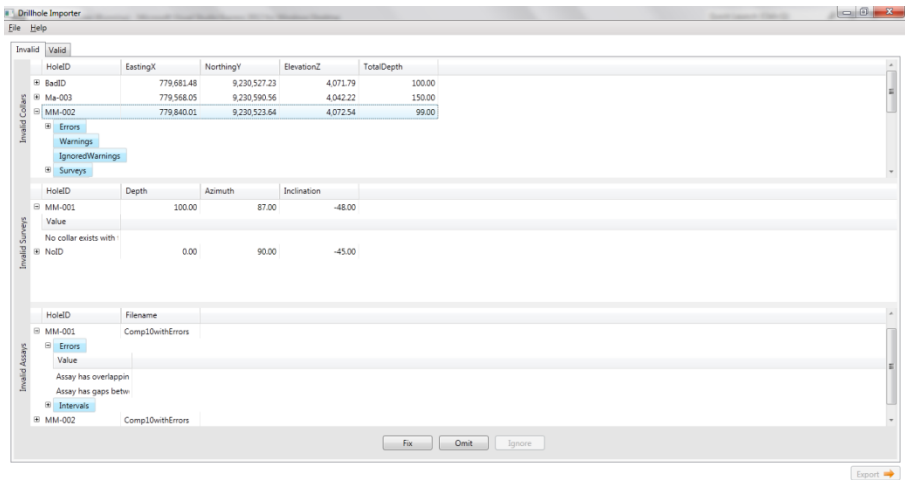 Drillhole Importer
File Help
Invalid Valid
Invalid Collars
HoleID EastingX NorthingY ElevationZ TotalDepth
BadID 779,681.48 9,230,527.23 4,071.79 100.00
Ma-003 779,568.05 9,230,590.56 4,042.22 150.00
MM-002 779,840.01 9,230,523.64 4,072.54 99.00
Errors
Warnings
IgnoredWarnings
Surveys
Invalid Surveys
HoleID Depth Azimuth Inclination
MM-001 100.00 87.00 -48.00
Value
No collar exists with
NoID 0.00 90.00 -45.00
Invalid Assays
HoleID Filename
MM-001 Comp10withErrors
Errors
Value
Assay has overlappin
Assay has gaps betw
Intervals
MM-002 Comp10withErrors
Fix Omit Ignore
Export